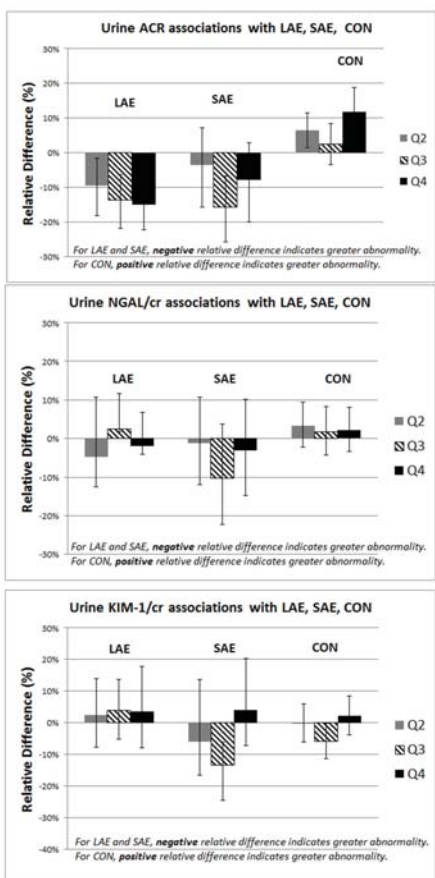 Urine ACR associations with LAE, SAE, CON
Relative Difference (%)
30%
20%
10%
0%
-10%
-20%
-30%
LAE
SAE
CON
Q2
Q3
Q4
For LAE and SAE, negative relative difference indicates greater abnormality.
For CON, positive relative difference indicates greater abnormality.
Urine NGAL/cr associations with LAE, SAE, CON
Relative Difference (%)
30%
20%
10%
0%
-10%
-20%
-30%
LAE
SAE
CON
Q2
Q3
Q4
For LAE and SAE, negative relative difference indicates greater abnormality.
For CON, positive relative difference indicates greater abnormality.
Urine KIM-1/cr associations with LAE, SAE, CON
Relative Difference (%)
30%
20%
10%
0%
-10%
-20%
-30%
-40%
LAE
SAE
CON
Q2
Q3
Q4
For LAE and SAE, negative relative difference indicates greater abnormality.
For CON, positive relative difference indicates greater abnormality.